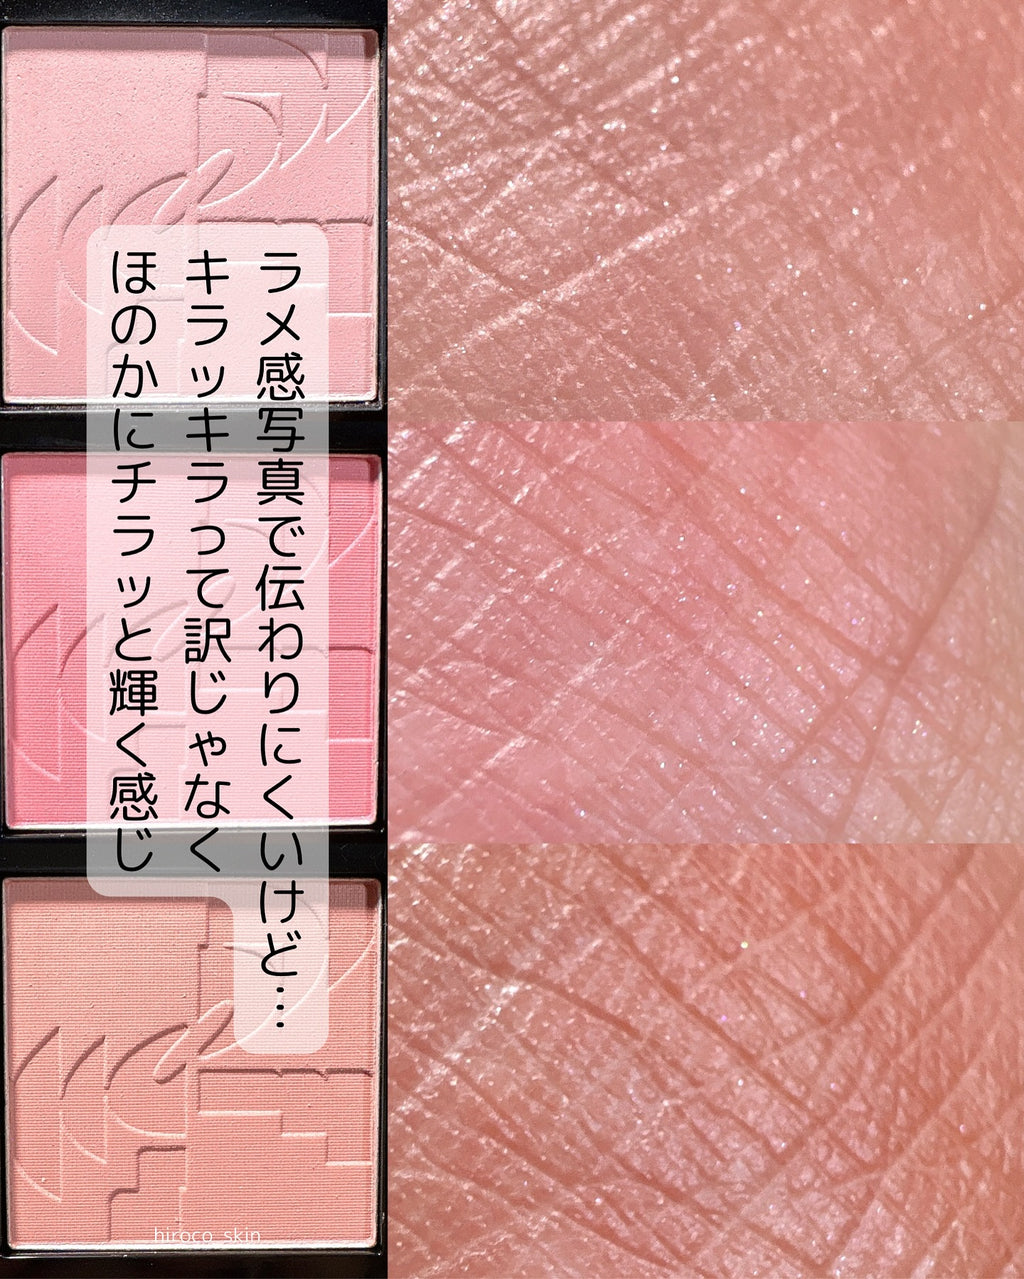 ラメ感写真で伝わりにくいけど…
キラッキラって訳じゃなく
ほのかにチラッと輝く感じ
hiroco_skin